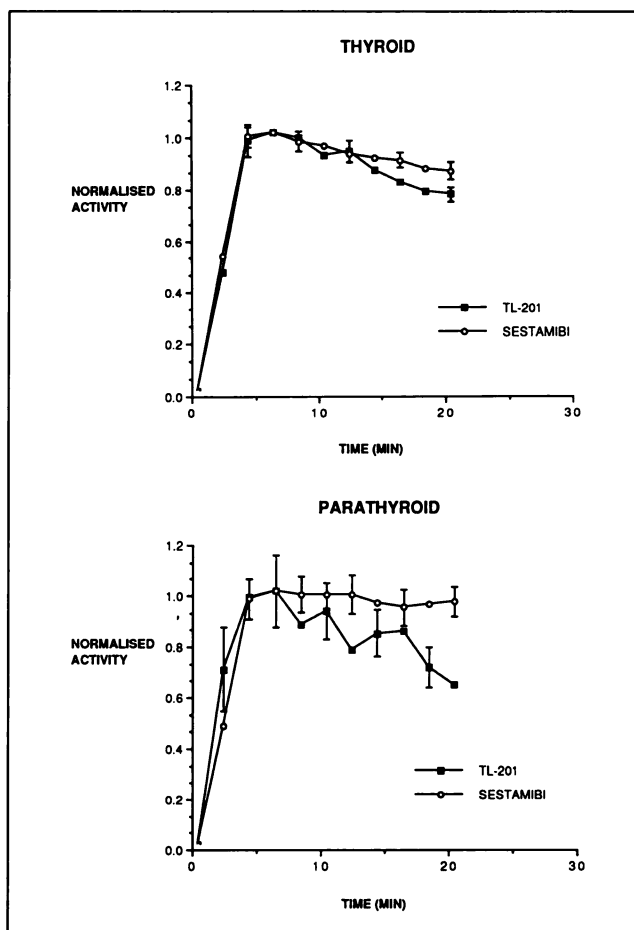 THYROID
1.2
1.0
0.8
0.6
0.4
0.2
0.0
NORMALISED
ACTIVITY
TL-201
SESTAMIBI
0
10
20
30
TIME (MIN)
PARATHYROID
1.2
1.0
0.8
0.6
0.4
0.2
0.0
NORMALISED
ACTIVITY
TL-201
SESTAMIBI
0
10
20
30
TIME (MIN)